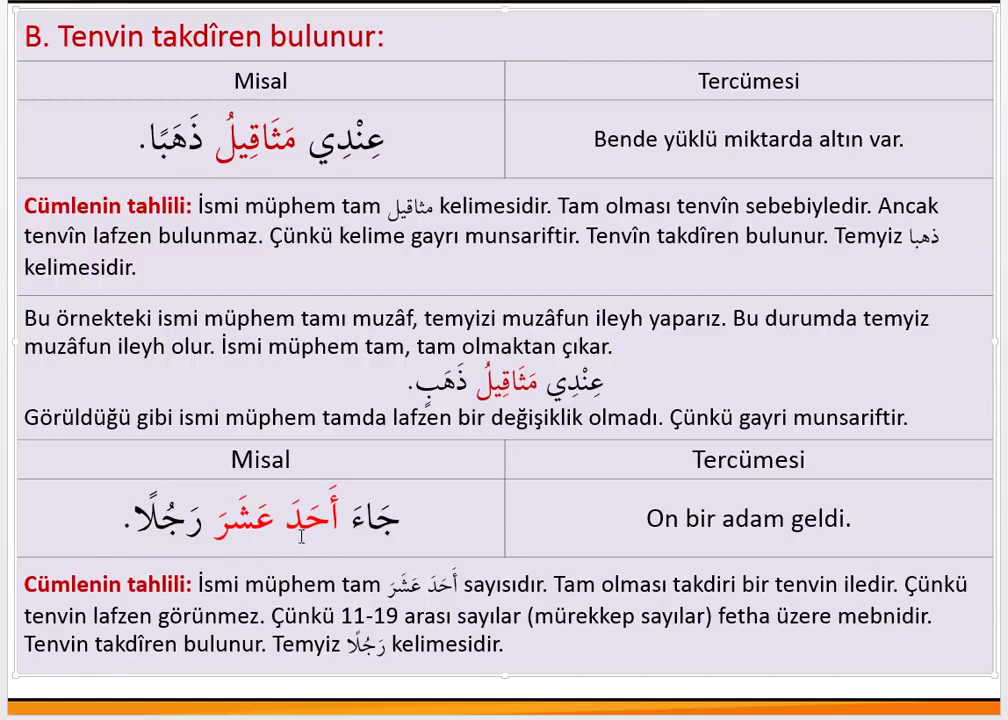 B. Tenvin takdîren bulunur:
Misal
Tercümesi
عِنْدِي مَثَاقِيلُ ذَهَبًا.
Bende yüklü miktarda altın var.
Cümlenin tahlili: İsmi müphem tam مثاقيل kelimesidir. Tam olması tenvîn sebebiyledir. Ancak
tenvîn lafzen bulunmaz. Çünkü kelime gayrı munsariftir. Tenvîn takdîren bulunur. Temyiz ذهبا
kelimesidir.
Bu örnekteki ismi müphem tamı muzâf, temyizi muzâfun ileyh yaparız. Bu durumda temyiz
muzâfun ileyh olur. İsmi müphem tam, tam olmaktan çıkar.
عِنْدِي مَثَاقِيلُ ذَهَبٍ.
Görüldüğü gibi ismi müphem tamda lafzen bir değişiklik olmadı. Çünkü gayri munsariftir.
Misal
Tercümesi
جَاءَ أَحَدَ عَشَرَ رَجُلًا.
On bir adam geldi.
Cümlenin tahlili: İsmi müphem tam أَحَدَ عَشَرَ sayısıdır. Tam olması takdiri bir tenvin iledir. Çünkü
tenvin lafzen görünmez. Çünkü 11-19 arası sayılar (mürekkep sayılar) fetha üzere mebnidir.
Tenvin takdîren bulunur. Temyiz رَجُلًا kelimesidir.